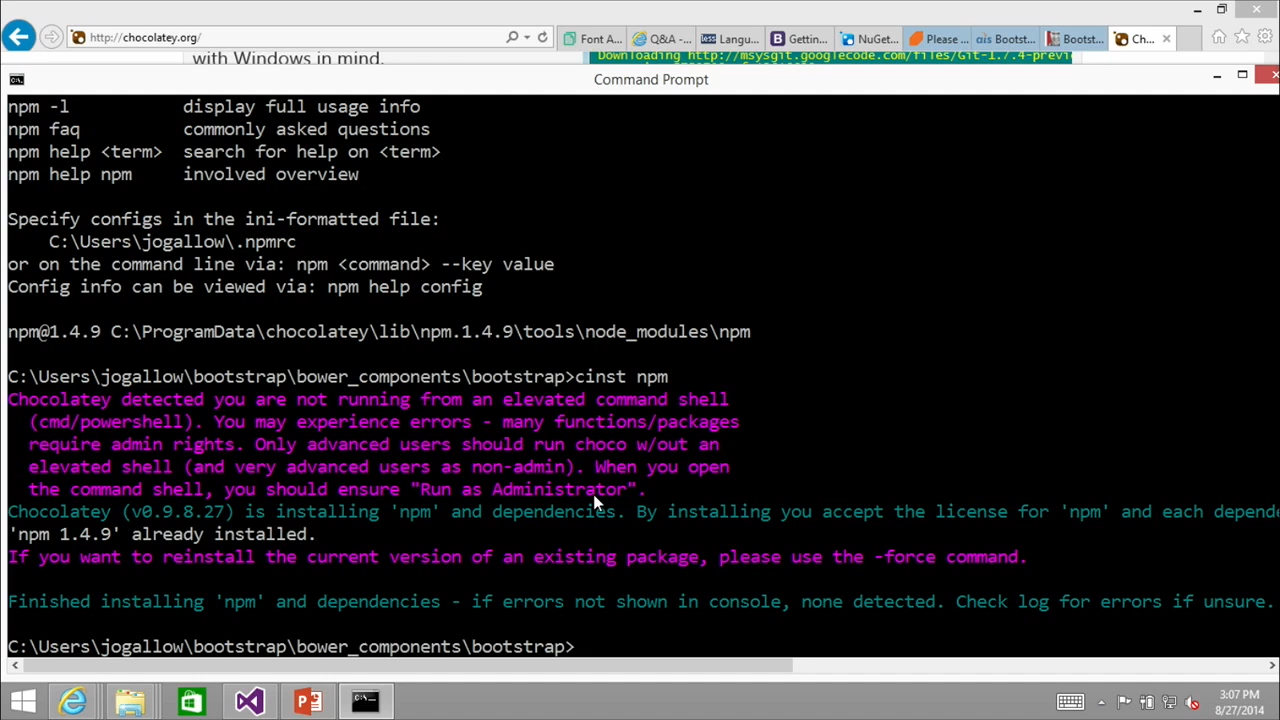 http://chocolatey.org/
Font A...
Q&A -...
less Langu...
B Gettin...
NuGet...
Please ...
ais Bootst...
Bootst...
Ch...
with Windows in mind.
Downloading http://msysgit.googlecode.com/files/Git-1.7.4-previ
Command Prompt
npm -l display full usage info
npm faq commonly asked questions
npm help <term> search for help on <term>
npm help npm involved overview
Specify configs in the ini-formatted file:
C:\Users\jogallow\.npmrc
or on the command line via: npm <command> --key value
Config info can be viewed via: npm help config
npm@1.4.9 C:\ProgramData\chocolatey\lib\npm.1.4.9\tools\node_modules\npm
C:\Users\jogallow\bootstrap\bower_components\bootstrap>cinst npm
Chocolatey detected you are not running from an elevated command shell
(cmd/powershell). You may experience errors - many functions/packages
require admin rights. Only advanced users should run choco w/out an
elevated shell (and very advanced users as non-admin). When you open
the command shell, you should ensure "Run as Administrator".
Chocolatey (v0.9.8.27) is installing 'npm' and dependencies. By installing you accept the license for 'npm' and each depende
'npm 1.4.9' already installed.
If you want to reinstall the current version of an existing package, please use the -force command.
Finished installing 'npm' and dependencies - if errors not shown in console, none detected. Check log for errors if unsure.
C:\Users\jogallow\bootstrap\bower_components\bootstrap>
3:07 PM
8/27/2014